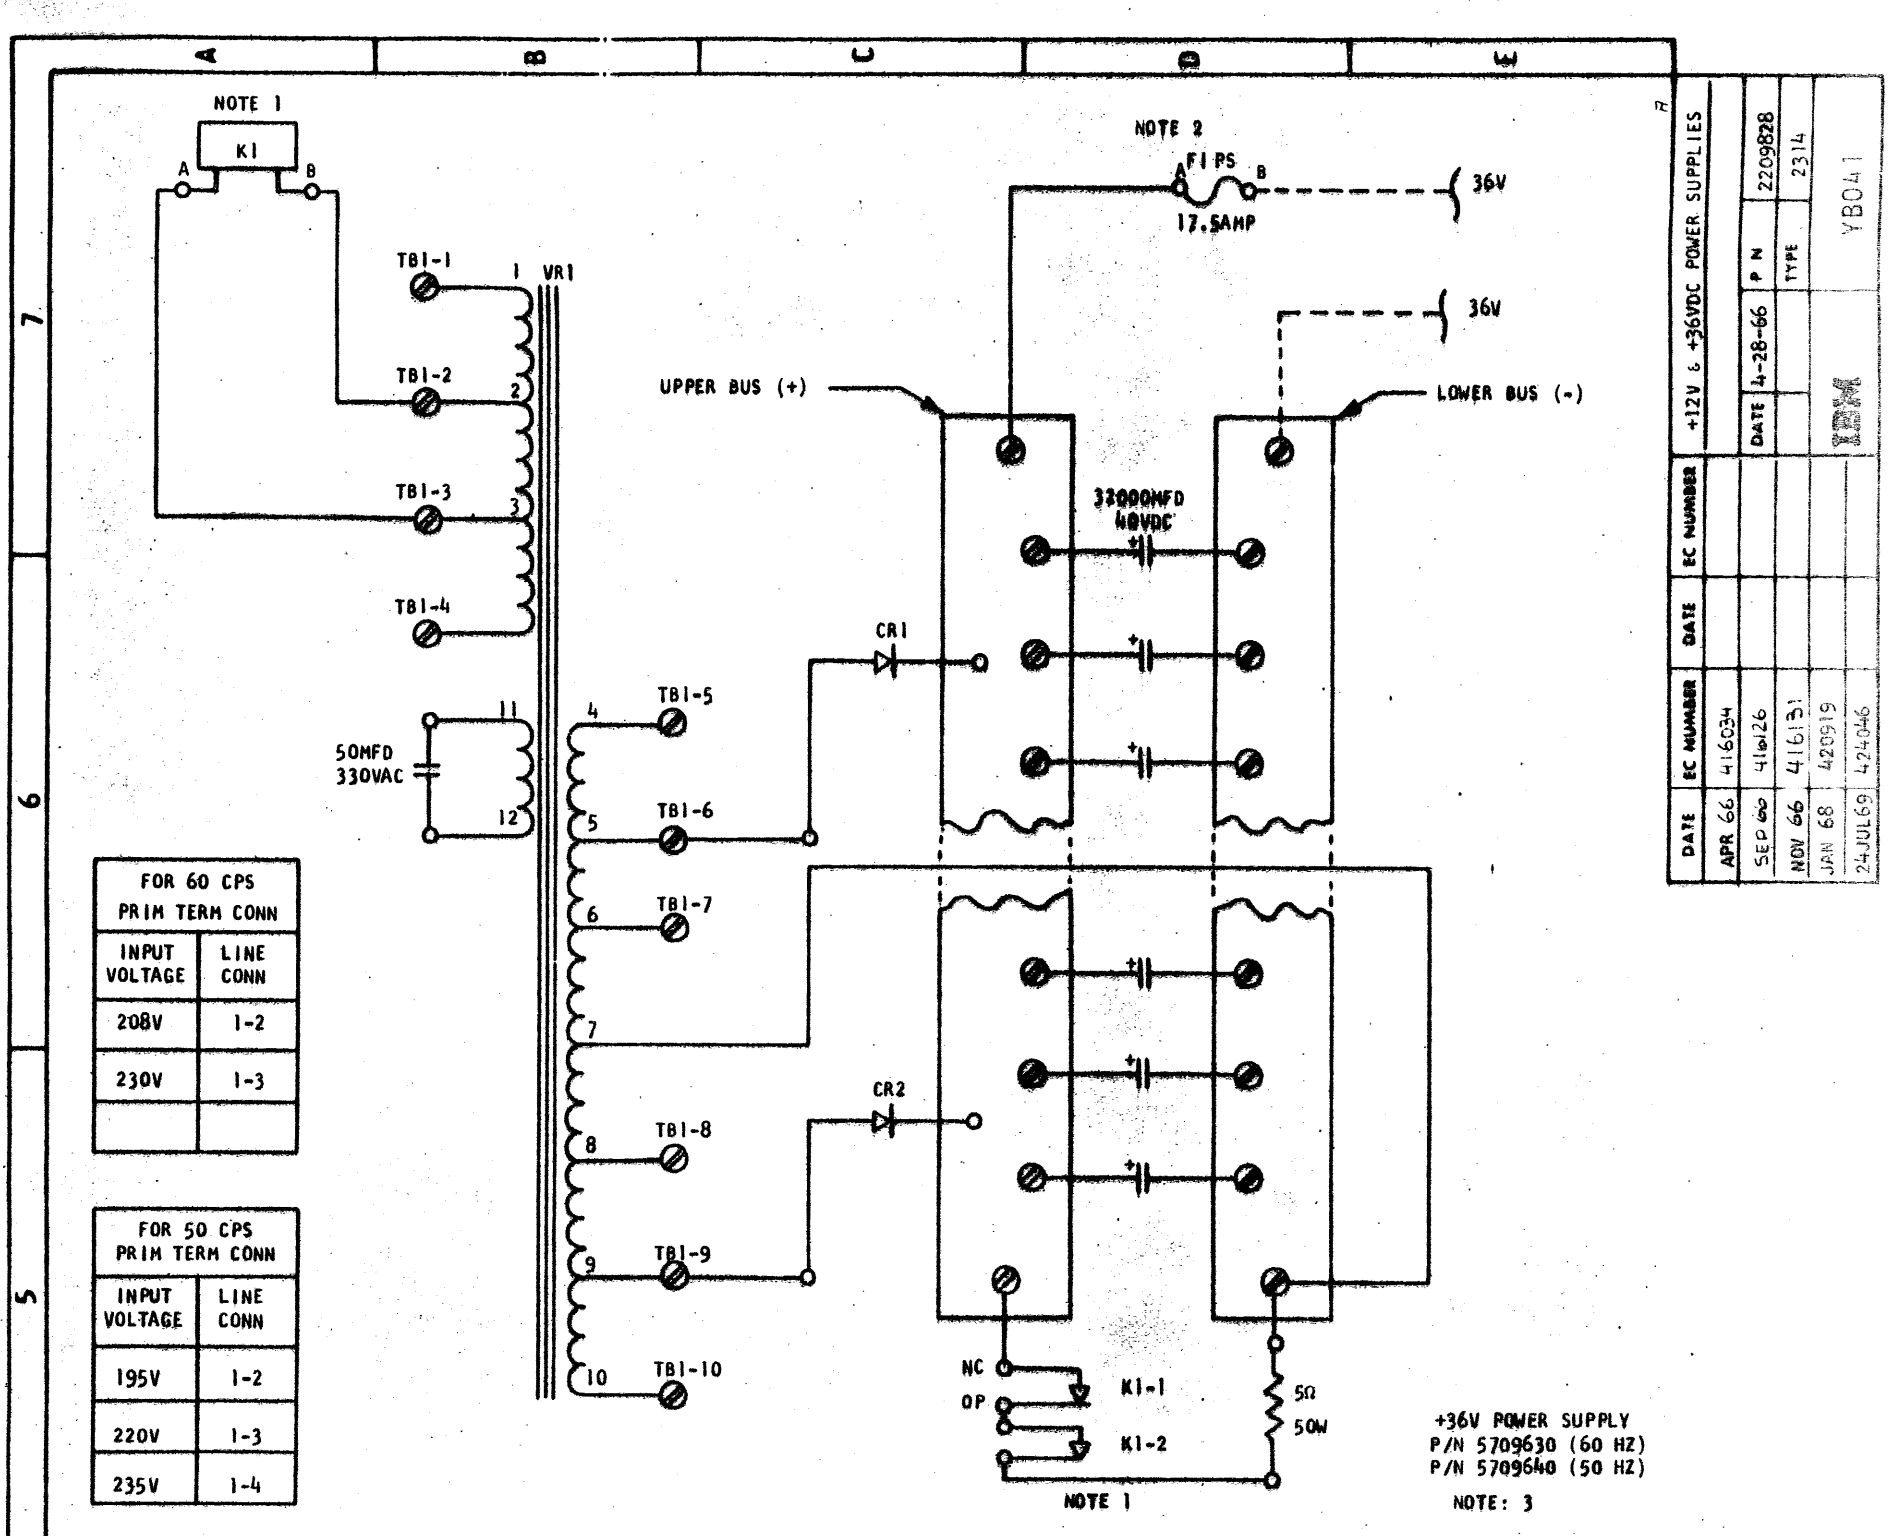 A B C D E
NOTE 1
K1
A B
TB1-1
1 VR1
TB1-2
2
TB1-3
3
TB1-4
11
50MFD
330VAC
12
4
TB1-5
5
TB1-6
6
TB1-7
7
8
TB1-8
9
TB1-9
10
TB1-10
NOTE 2
F1 PS
A B
17.5AMP
36V
36V
UPPER BUS (+)
LOWER BUS (-)
40VDC
+
+
+
+
+
+
CR1
CR2
NC
OP
K1-1
K1-2
NOTE 1
5Ω
50W
+36V POWER SUPPLY
P/N 5709630 (60 HZ)
P/N 5709640 (50 HZ)
NOTE: 3
7
6
5
FOR 60 CPS
PRIM TERM CONN
INPUT VOLTAGE LINE CONN
208V 1-2
230V 1-3
FOR 50 CPS
PRIM TERM CONN
INPUT VOLTAGE LINE CONN
195V 1-2
220V 1-3
235V 1-4
+12V & +36VDC POWER SUPPLIES
DATE 4-28-66 P N 2209828
TYPE 2314
IBM YB041
DATE EC NUMBER DATE EC NUMBER
APR 66 416034
SEP 66 416126
NOV 66 416131
JAN 68 420919
24JUL69 424046